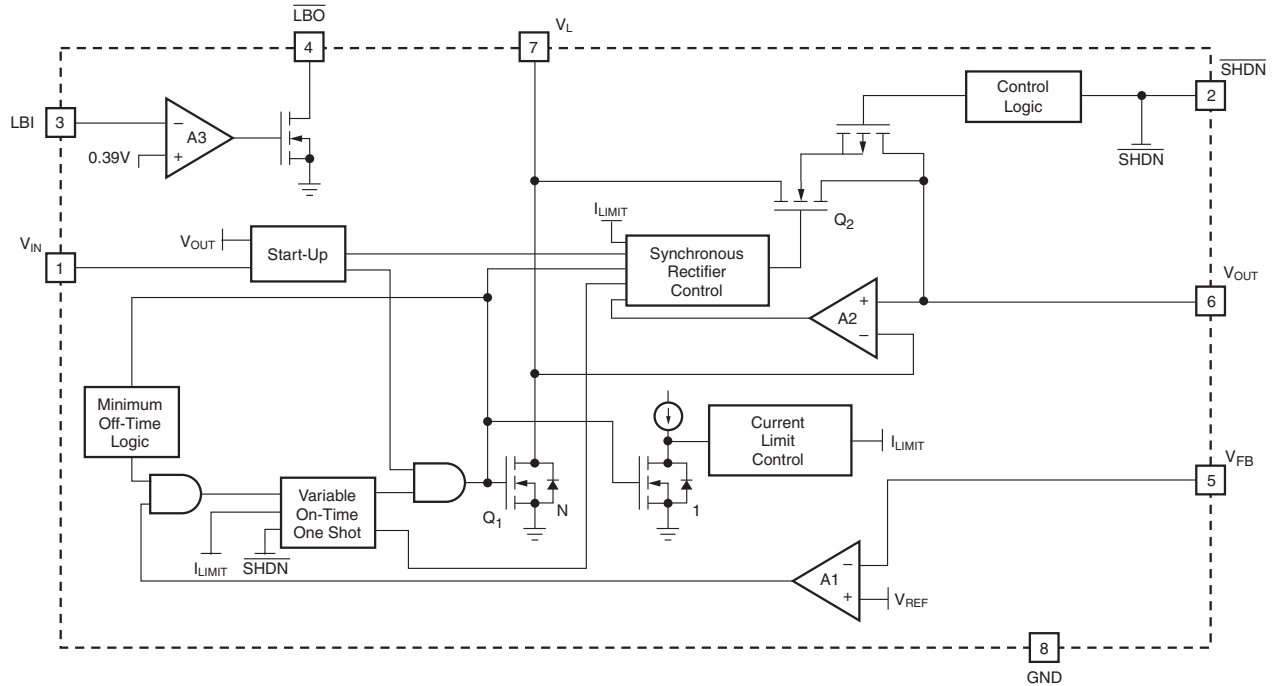 LBO
4
V_L
7
SHDN
2
Control
Logic
SHDN
LBI
3
−
A3
0.39V
+
Q_2
I_LIMIT
V_IN
1
V_OUT
Start-Up
Synchronous
Rectifier
Control
V_OUT
6
+
A2
−
Minimum
Off-Time
Logic
Current
Limit
Control
I_LIMIT
V_FB
5
Variable
On-Time
One Shot
Q_1
N
1
I_LIMIT
SHDN
−
A1
+
V_REF
8
GND